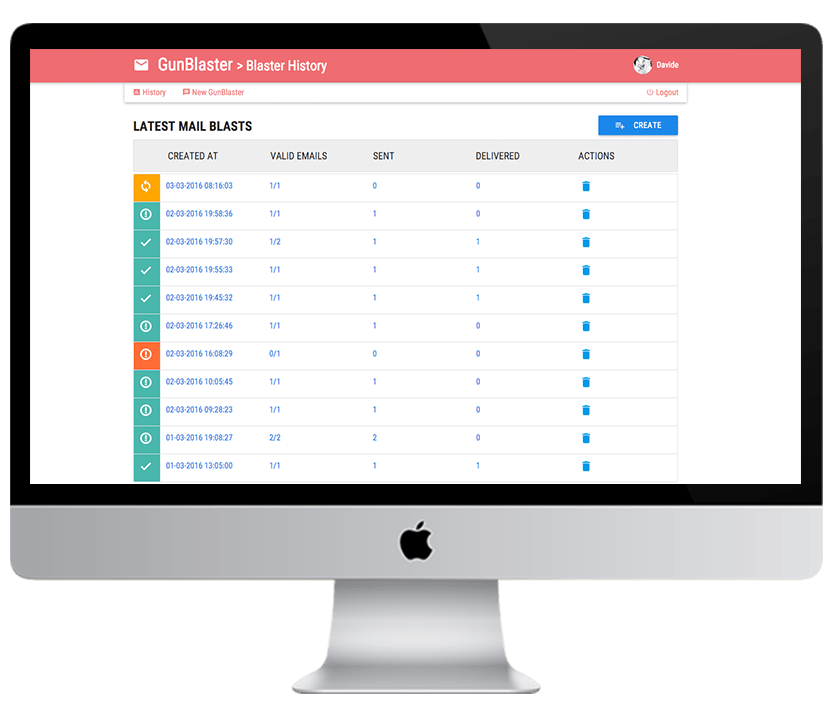 GunBlaster > Blaster History
Davide
History New GunBlaster Logout
LATEST MAIL BLASTS
CREATE
CREATED AT VALID EMAILS SENT DELIVERED ACTIONS
03-03-2016 08:16:03 1/1 0 0
02-03-2016 19:58:36 1/1 1 0
02-03-2016 19:57:30 1/2 1 1
02-03-2016 19:55:33 1/1 1 1
02-03-2016 19:45:32 1/1 1 1
02-03-2016 17:26:46 1/1 1 0
02-03-2016 16:08:29 0/1 0 0
02-03-2016 10:05:45 1/1 1 0
02-03-2016 09:28:23 1/1 1 0
01-03-2016 19:08:27 2/2 2 0
01-03-2016 13:05:00 1/1 1 1